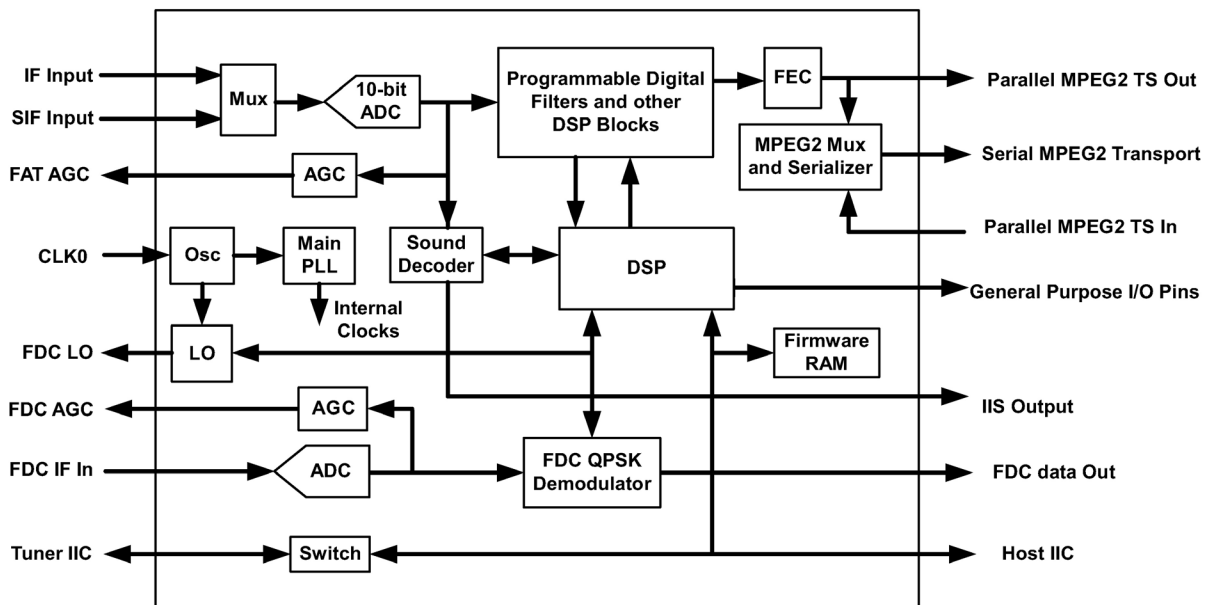 IF Input
SIF Input
FAT AGC
CLK0
FDC LO
FDC AGC
FDC IF In
Tuner IIC
Mux
10-bit
ADC
Programmable Digital
Filters and other
DSP Blocks
FEC
MPEG2 Mux
and Serializer
AGC
Osc
Main
PLL
Internal
Clocks
Sound
Decoder
DSP
LO
Firmware
RAM
AGC
ADC
FDC QPSK
Demodulator
Switch
Parallel MPEG2 TS Out
Serial MPEG2 Transport
Parallel MPEG2 TS In
General Purpose I/O Pins
IIS Output
FDC data Out
Host IIC